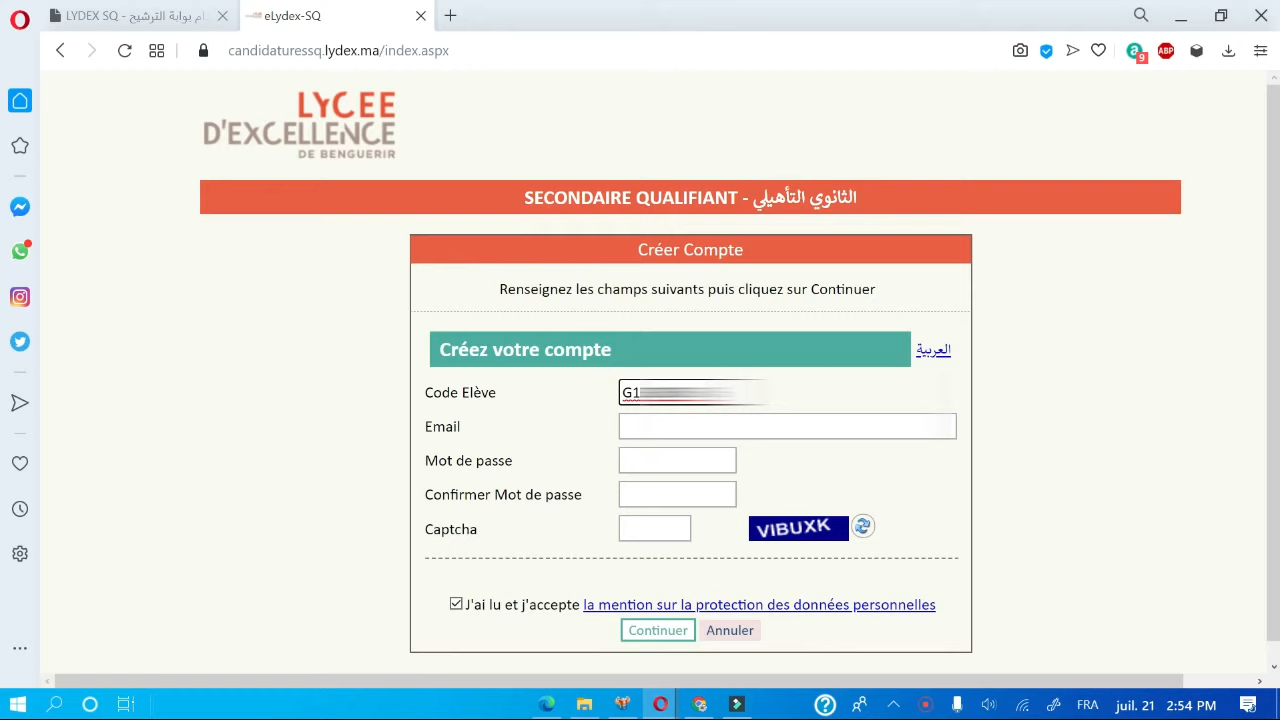 LYDEX SQ - ام بوابة الترشيح
eLydex-SQ
candidaturessq.lydex.ma/index.aspx
9
ABP
LYCEE
D'EXCELLENCE
DE BENGUERIR
SECONDAIRE QUALIFIANT - الثانوي التأهيلي
Créer Compte
Renseignez les champs suivants puis cliquez sur Continuer
Créez votre compte
العربية
Code Elève
G1
Email
Mot de passe
Confirmer Mot de passe
Captcha
VIBUXK
J'ai lu et j'accepte la mention sur la protection des données personnelles
Continuer
Annuler
FRA
juil. 21
2:54 PM